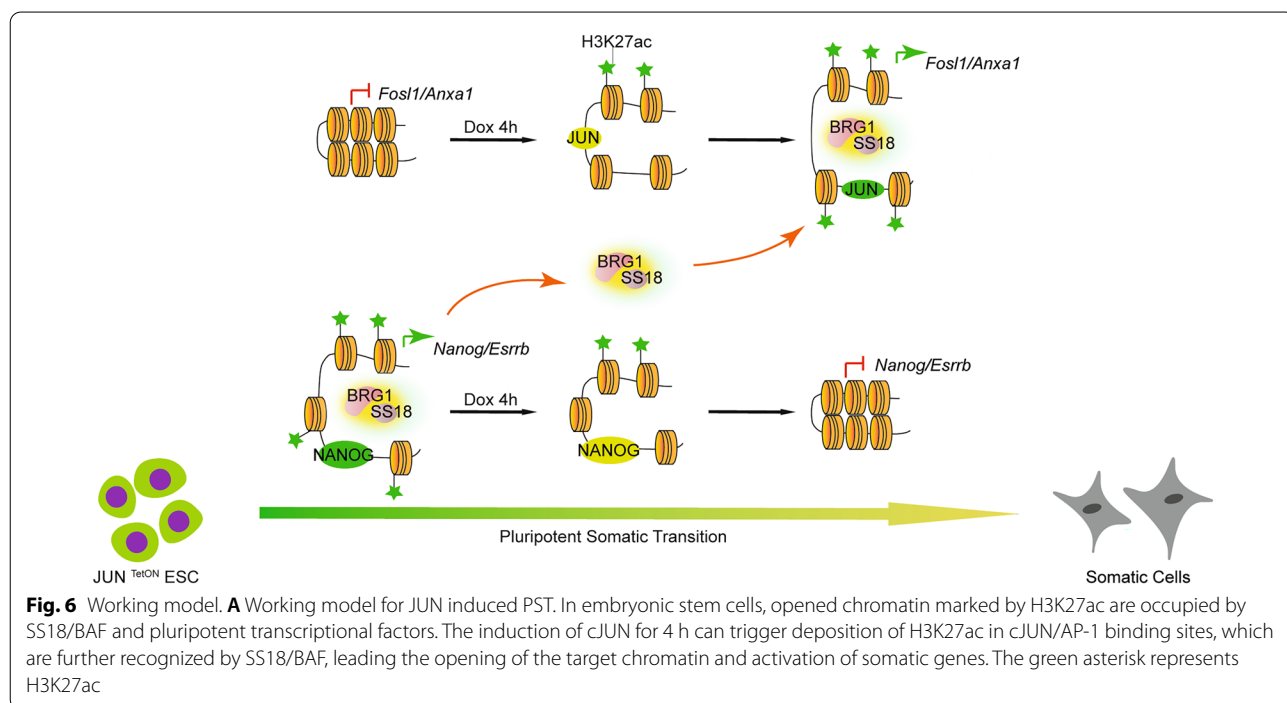 H3K27ac
Fosl1/Anxa1
Fosl1/Anxa1
Dox 4h
JUN
BRG1
SS18
JUN
BRG1
SS18
Nanog/Esrrb
BRG1
SS18
Dox 4h
NANOG
NANOG
Nanog/Esrrb
Pluripotent Somatic Transition
JUN TetON ESC
Somatic Cells
Fig. 6 Working model. A Working model for JUN induced PST. In embryonic stem cells, opened chromatin marked by H3K27ac are occupied by
SS18/BAF and pluripotent transcriptional factors. The induction of cJUN for 4 h can trigger deposition of H3K27ac in cJUN/AP-1 binding sites, which
are further recognized by SS18/BAF, leading the opening of the target chromatin and activation of somatic genes. The green asterisk represents
H3K27ac